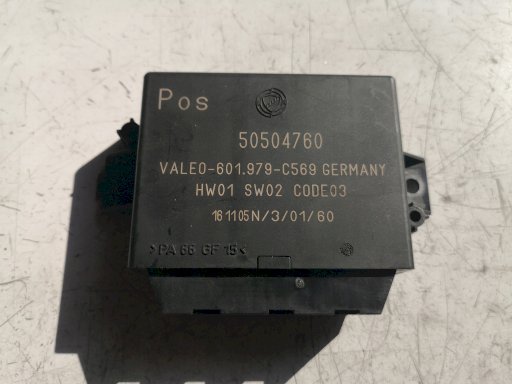 Pos
50504760
VALEO-601.979-C569 GERMANY
HW01 SW02 CODE03
161105N/3/01/60
>PA 66 GF 15<